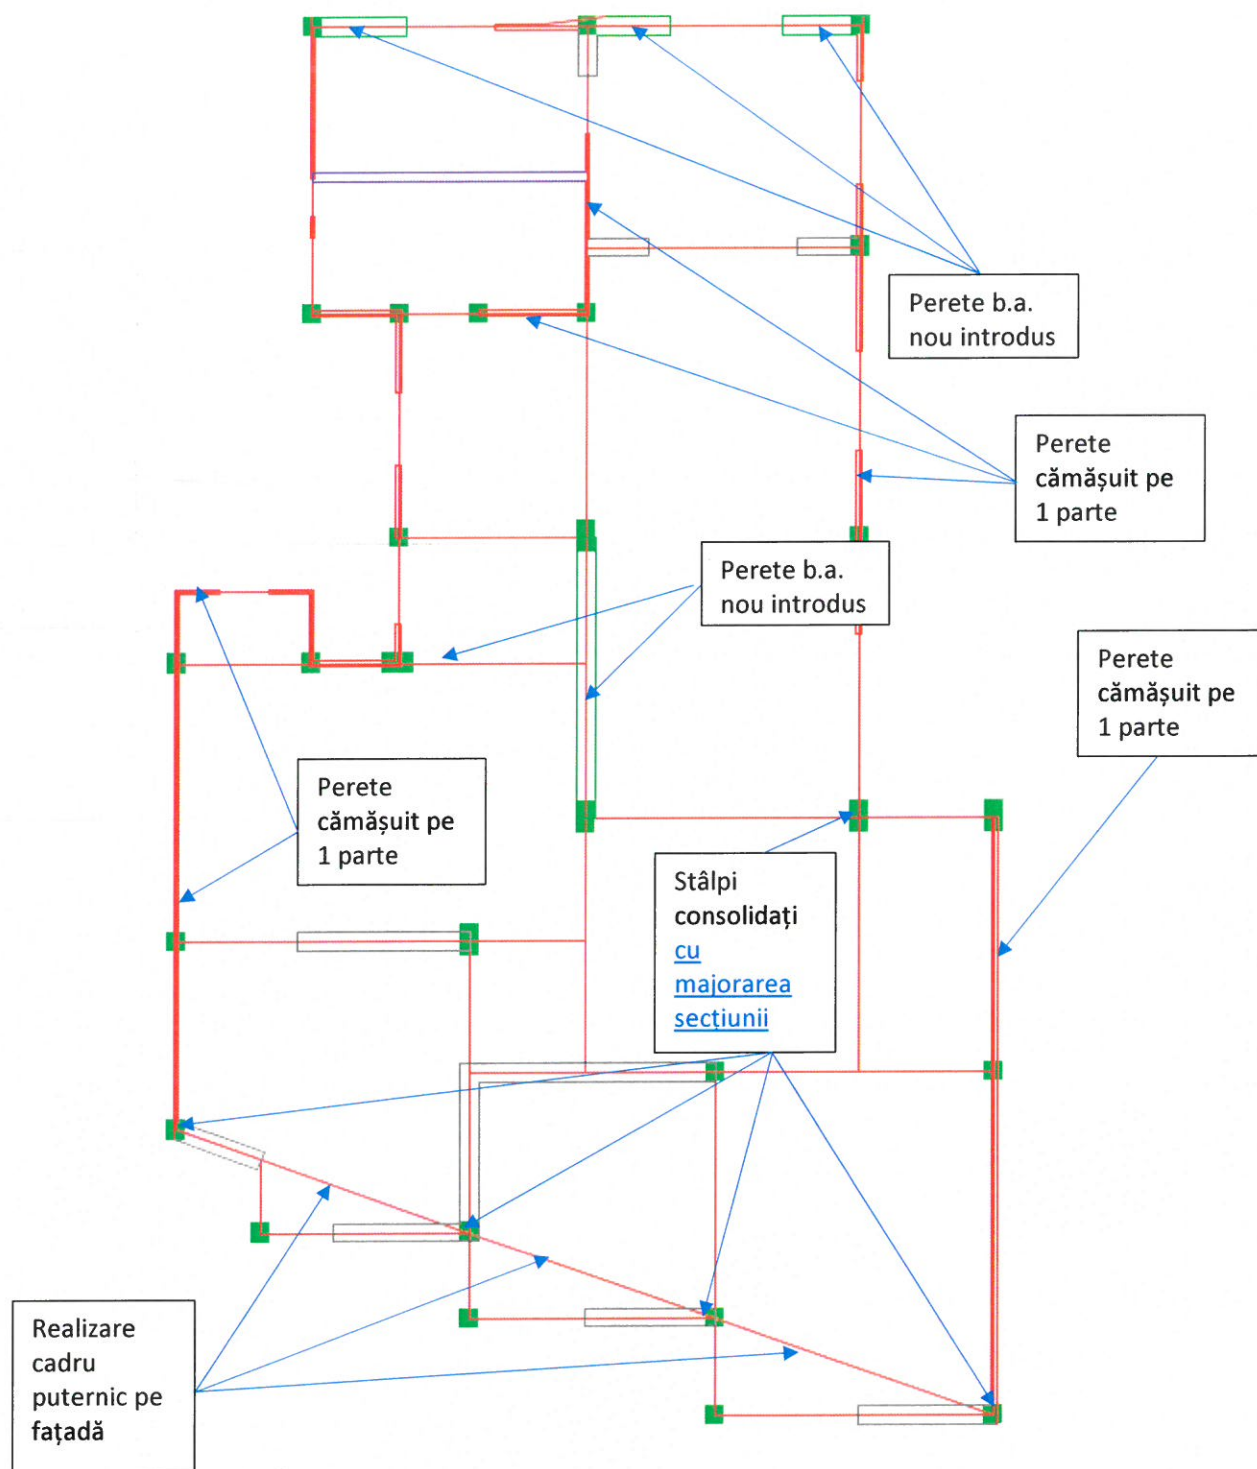 Perete b.a.
nou introdus
Perete
cămășuit pe
1 parte
Perete b.a.
nou introdus
Perete
cămășuit pe
1 parte
Perete
cămășuit pe
1 parte
Stâlpi
consolidați
cu
majorarea
secțiunii
Realizare
cadru
puternic pe
fațadă